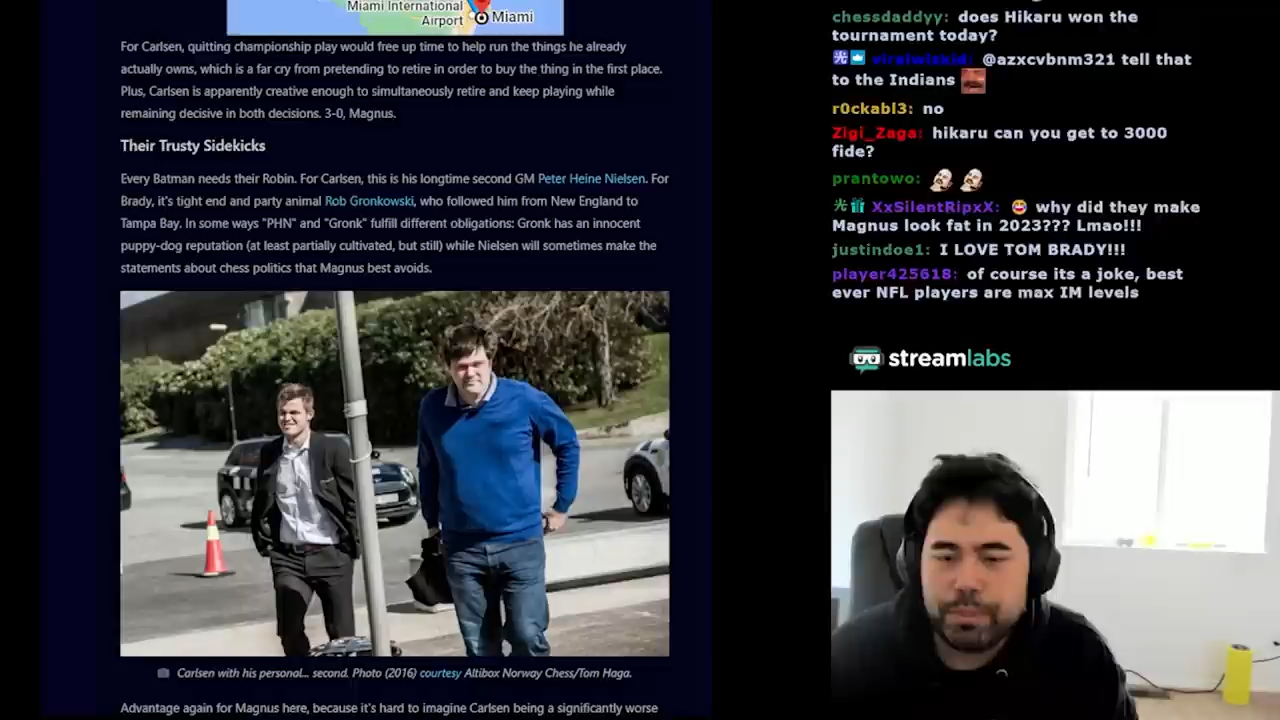 Miami International
Airport
Miami
For Carlsen, quitting championship play would free up time to help run the things he already
actually owns, which is a far cry from pretending to retire in order to buy the thing in the first place.
Plus, Carlsen is apparently creative enough to simultaneously retire and keep playing while
remaining decisive in both decisions. 3-0, Magnus.
Their Trusty Sidekicks
Every Batman needs their Robin. For Carlsen, this is his longtime second GM Peter Heine Nielsen. For
Brady, it's tight end and party animal Rob Gronkowski, who followed him from New England to
Tampa ay. In some ways "PHN" and "Gronk" fulfill different obligations: Gronk has an innocent
puppy-dog reputation (at least partially cultivated, but still) while Nielsen will sometimes make the
statements about chess politics that Magnus best avoids.
Carlsen with his personal... second. Photo (2016) courtesy Altibox Norway Chess/Tom Haga.
Advantage again for Magnus here, because it's hard to imagine Carlsen being a significantly worse
chessdaddyy: does Hikaru won the
tournament today?
光 viralwiskid: @azxcvbnm321 tell that
to the Indians
r0ckabl3: no
Zigi_Zaga: hikaru can you get to 3000
fide?
prantowo:
光 XxSilentRipxX: why did they make
Magnus look fat in 2023??? Lmao!!!
justindoe1: I LOVE TOM BRADY!!!
player425618: of course its a joke, best
ever NFL players are max IM levels
streamlabs